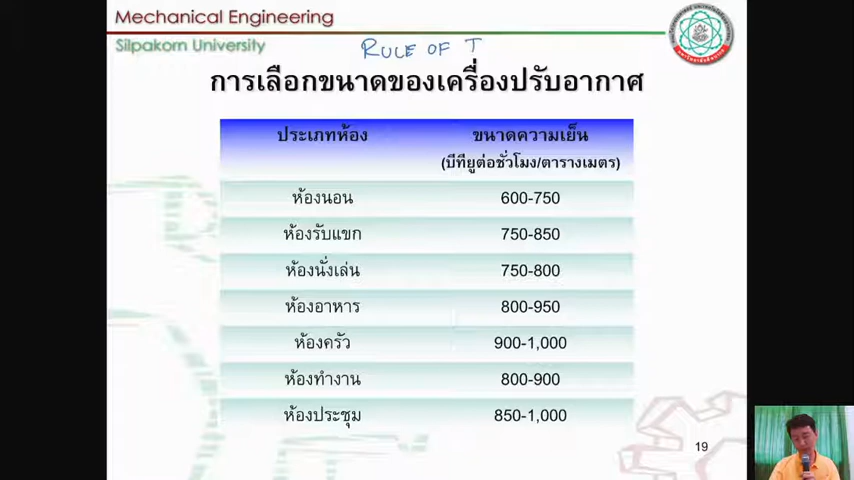 Mechanical Engineering
Silpakorn University
RULE OF T
การเลือกขนาดของเครื่องปรับอากาศ
ประเภทห้อง ขนาดความเย็น
(บีทียูต่อชั่วโมง/ตารางเมตร)
ห้องนอน 600-750
ห้องรับแขก 750-850
ห้องนั่งเล่น 750-800
ห้องอาหาร 800-950
ห้องครัว 900-1,000
ห้องทำงาน 800-900
ห้องประชุม 850-1,000
19